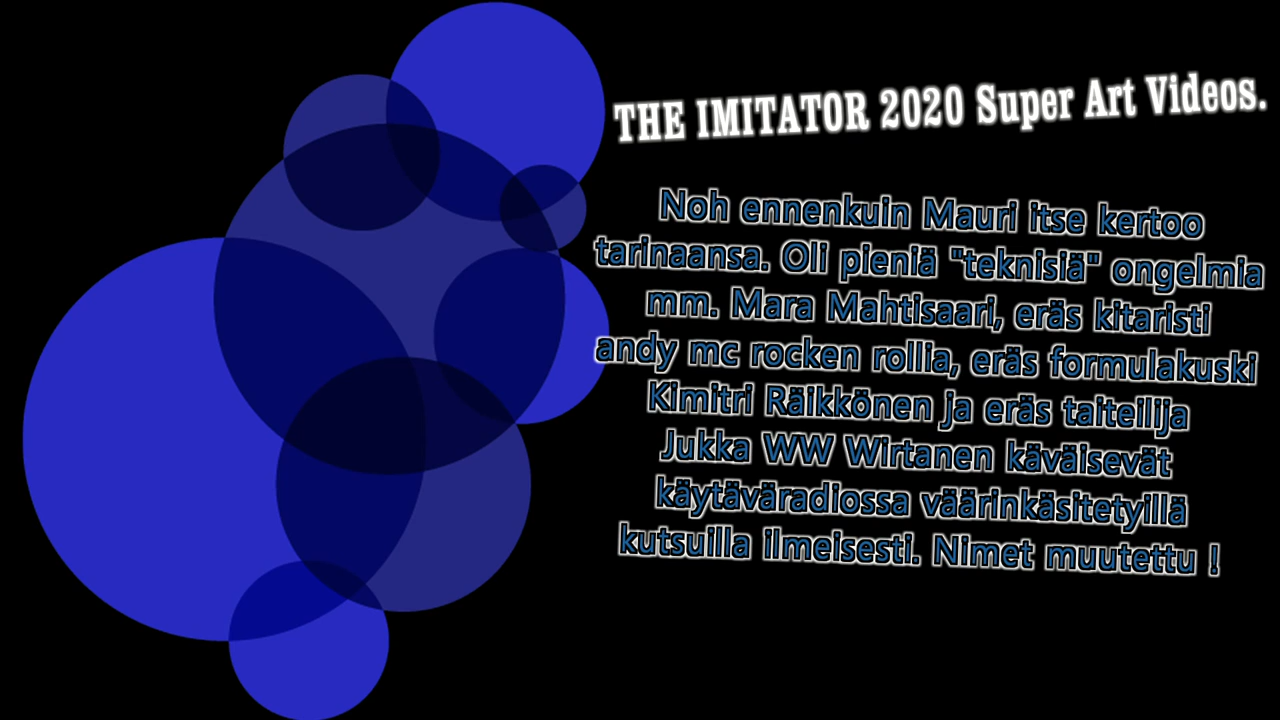 THE IMITATOR 2020 Super Art Videos.
Noh ennenkuin Mauri itse kertoo
tarinaansa. Oli pieniä "teknisiä" ongelmia
mm. Mara Mahtisaari, eräs kitaristi
andy mc rocken rollia, eräs formulakuski
Kimitri Räikkönen ja eräs taiteilija
Jukka WW Wirtanen käväisevät
käytäväradiossa väärinkäsitetyillä
kutsuilla ilmeisesti. Nimet muutettu !